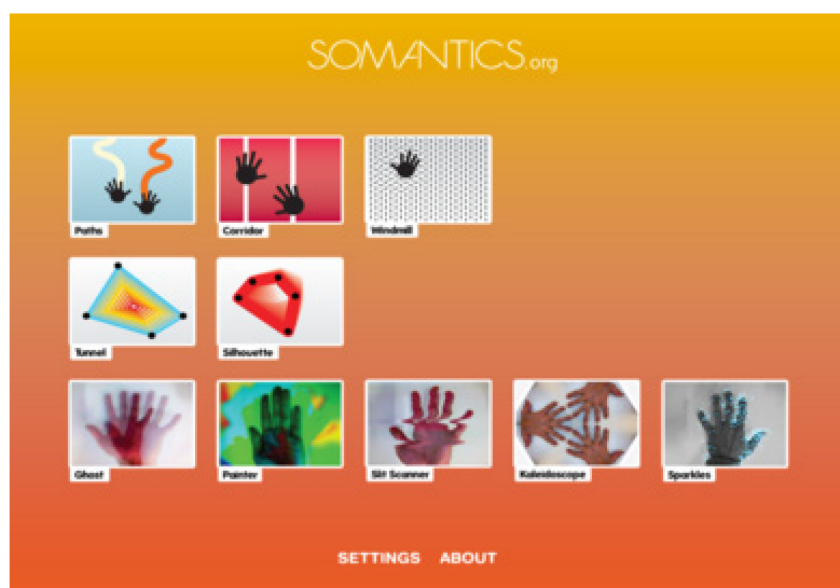 SOMANTICS.org
Paths Corridor Windmill
Tunnel Silhouette
Ghost Painter Slit Scanner Kaleidoscope Sparkles
SETTINGS ABOUT